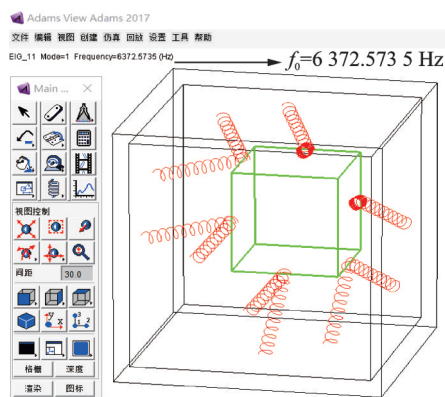 Adams View Adams 2017
文件 编辑 视图 创建 仿真 回放 设置 工具 帮助
EIG_11 Mode=1 Frequency=6372.5735 (Hz)
f₀=6 372.573 5 Hz
Main ...
视图控制
间距 30.0
格栅 深度
渲染 图标